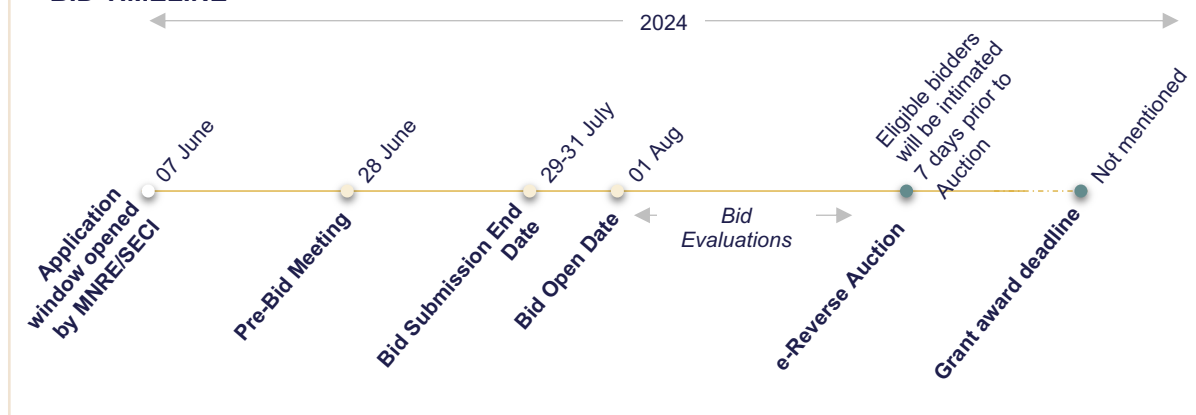 BID TIMELINE
2024
07 June
28 June
29-31 July
01 Aug
Eligible bidders
will be intimated
7 days prior to
Auction
Not mentioned
Application
window opened
by MNRE/SECI
Pre-Bid Meeting
Bid Submission End
Date
Bid Open Date
Bid
Evaluations
e-Reverse Auction
Grant award deadline